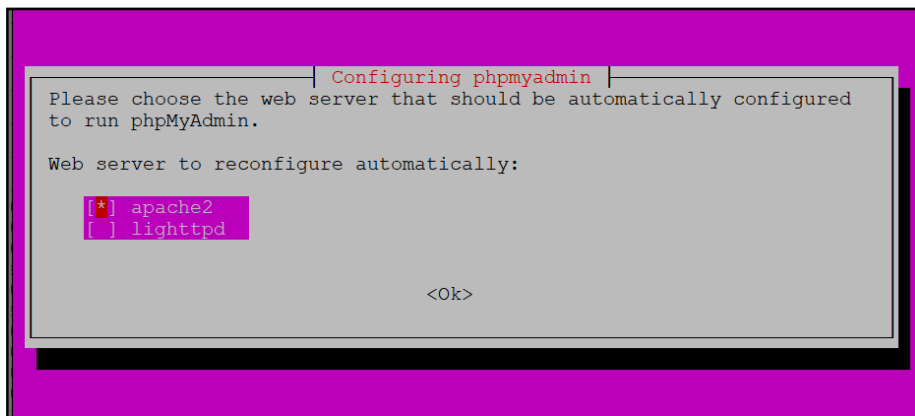 Configuring phpmyadmin
Please choose the web server that should be automatically configured
to run phpMyAdmin.
Web server to reconfigure automatically:
[*] apache2
[ ] lighttpd
<Ok>